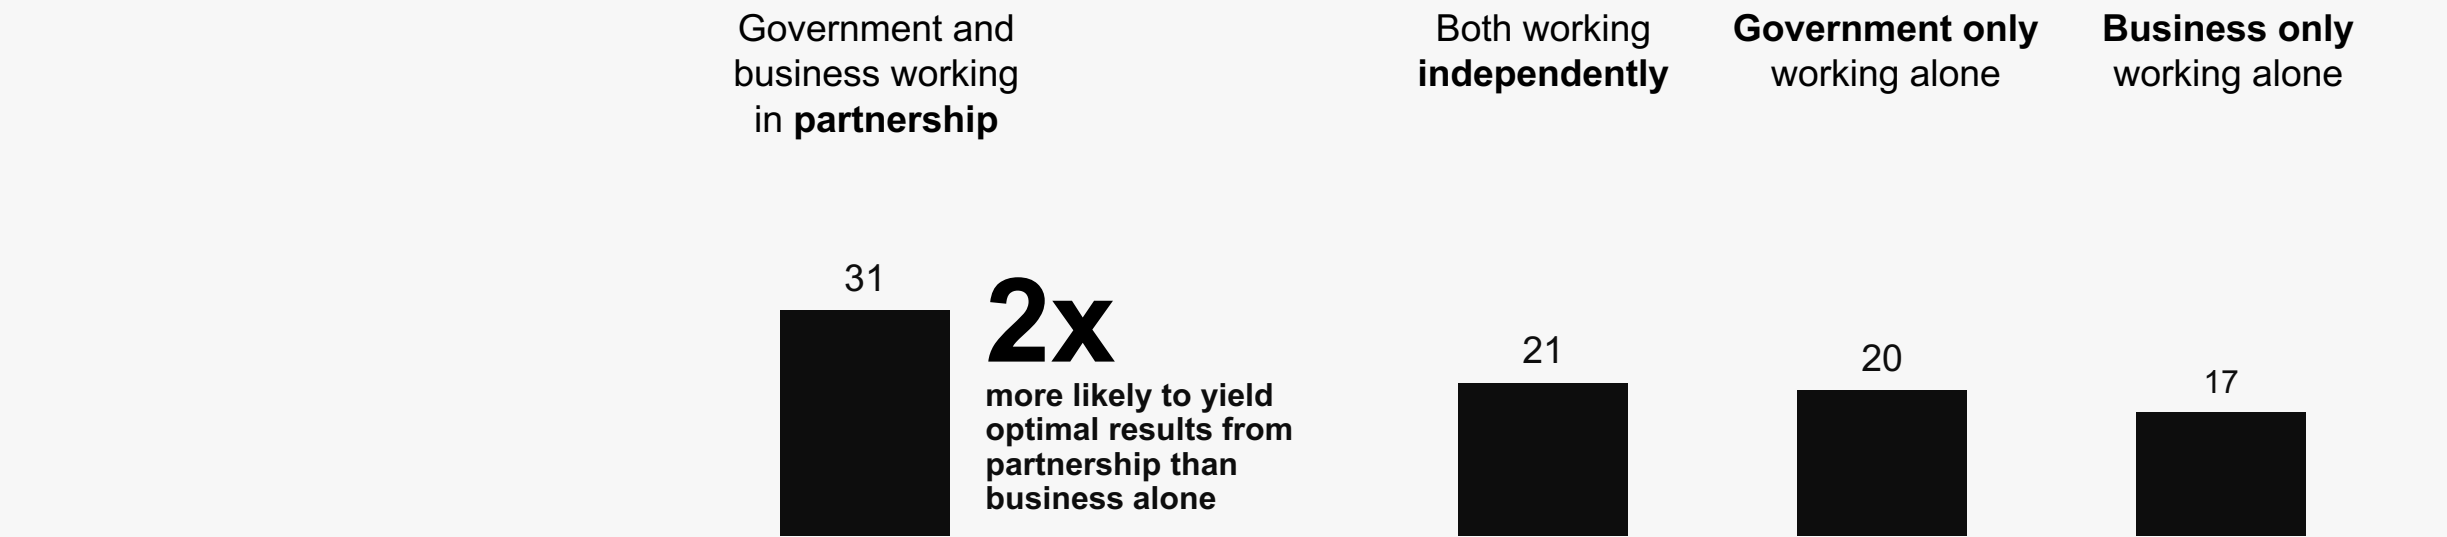 Government and
business working
in partnership
Both working
independently
Government only
working alone
Business only
working alone
31
2x
more likely to yield
optimal results from
partnership than
business alone
21
20
17